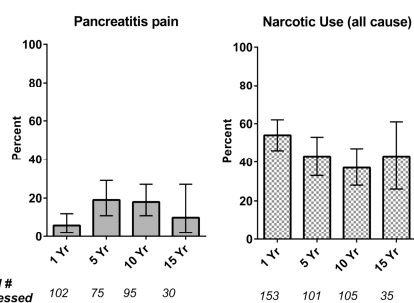 Pancreatitis pain
Narcotic Use (all cause)
100
80
60
40
20
0
Percent
1 Yr
5 Yr
10 Yr
15 Yr
100
80
60
40
20
0
Percent
1 Yr
5 Yr
10 Yr
15 Yr
#
essed
102 75 95 30
153 101 105 35